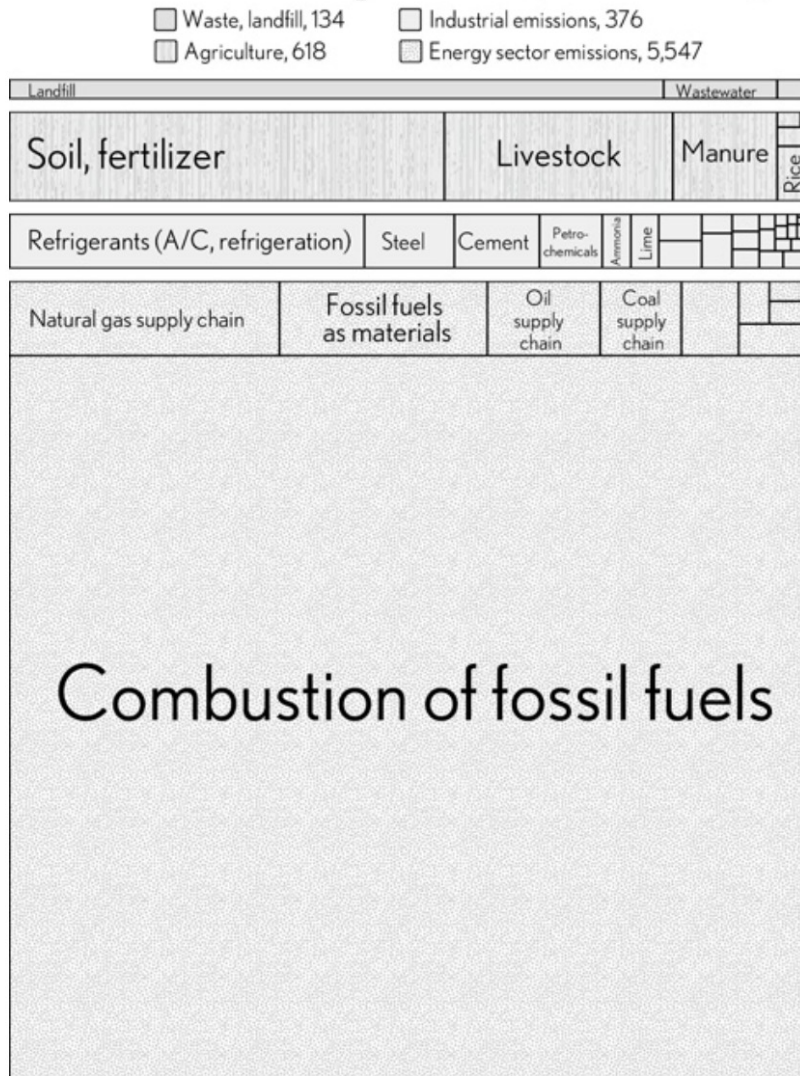 Waste, landfill, 134
Industrial emissions, 376
Agriculture, 618
Energy sector emissions, 5,547
Landfill
Wastewater
Soil, fertilizer
Livestock
Manure
Rice
Refrigerants (A/C, refrigeration)
Steel
Cement
Petro-
chemicals
Ammonia
Lime
Natural gas supply chain
Fossil fuels
as materials
Oil
supply
chain
Coal
supply
chain
Combustion of fossil fuels